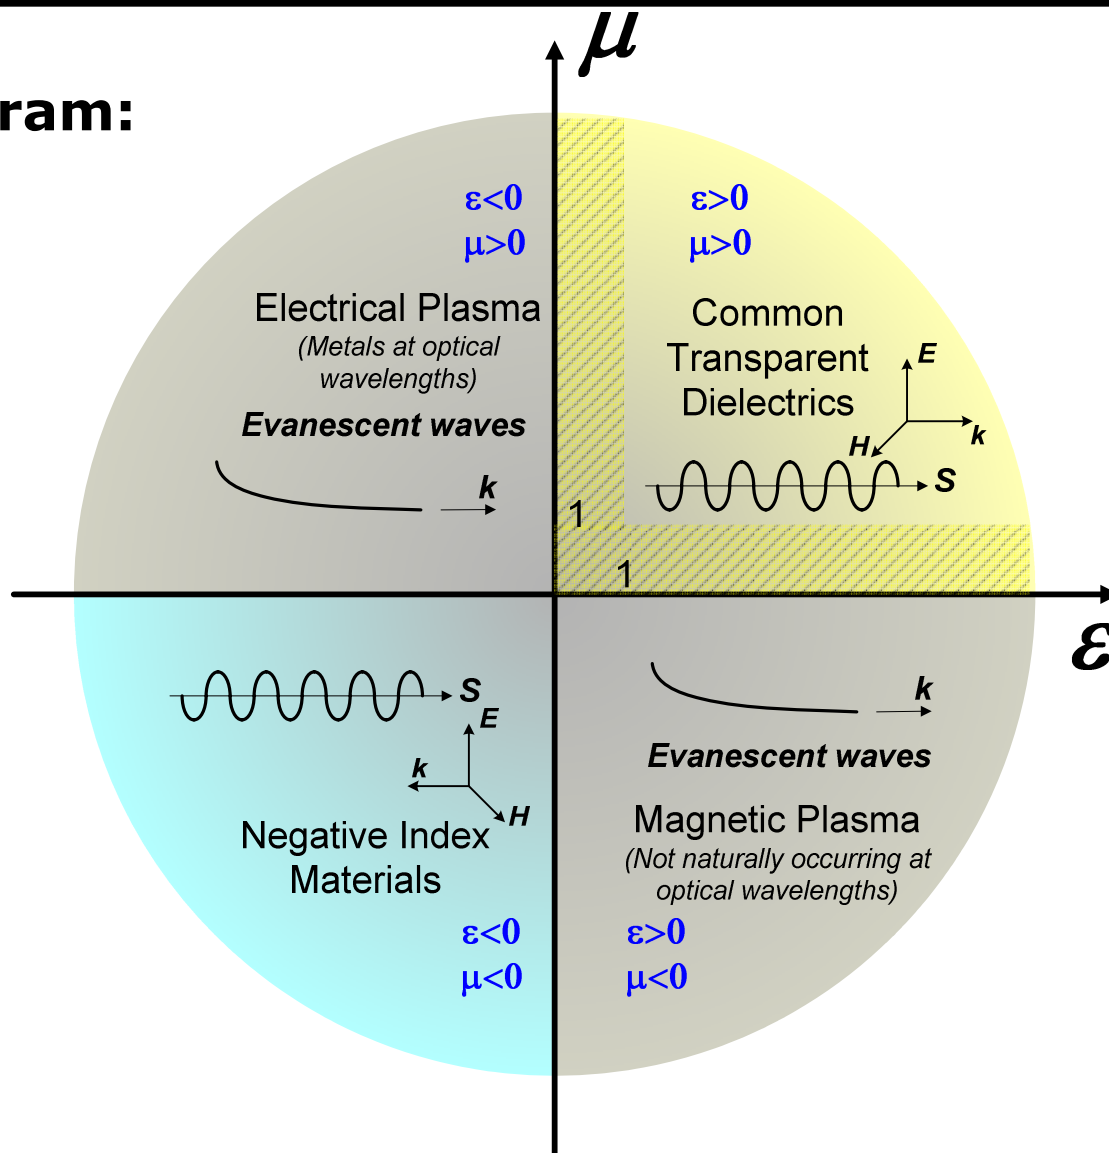 μ
ram:
ε<0
μ>0
Electrical Plasma
(Metals at optical
wavelengths)
Evanescent waves
k
ε>0
μ>0
Common
Transparent
Dielectrics
E
k
H
S
1
1
ε
S
E
k
H
Negative Index
Materials
ε<0
μ<0
k
Evanescent waves
Magnetic Plasma
(Not naturally occurring at
optical wavelengths)
ε>0
μ<0